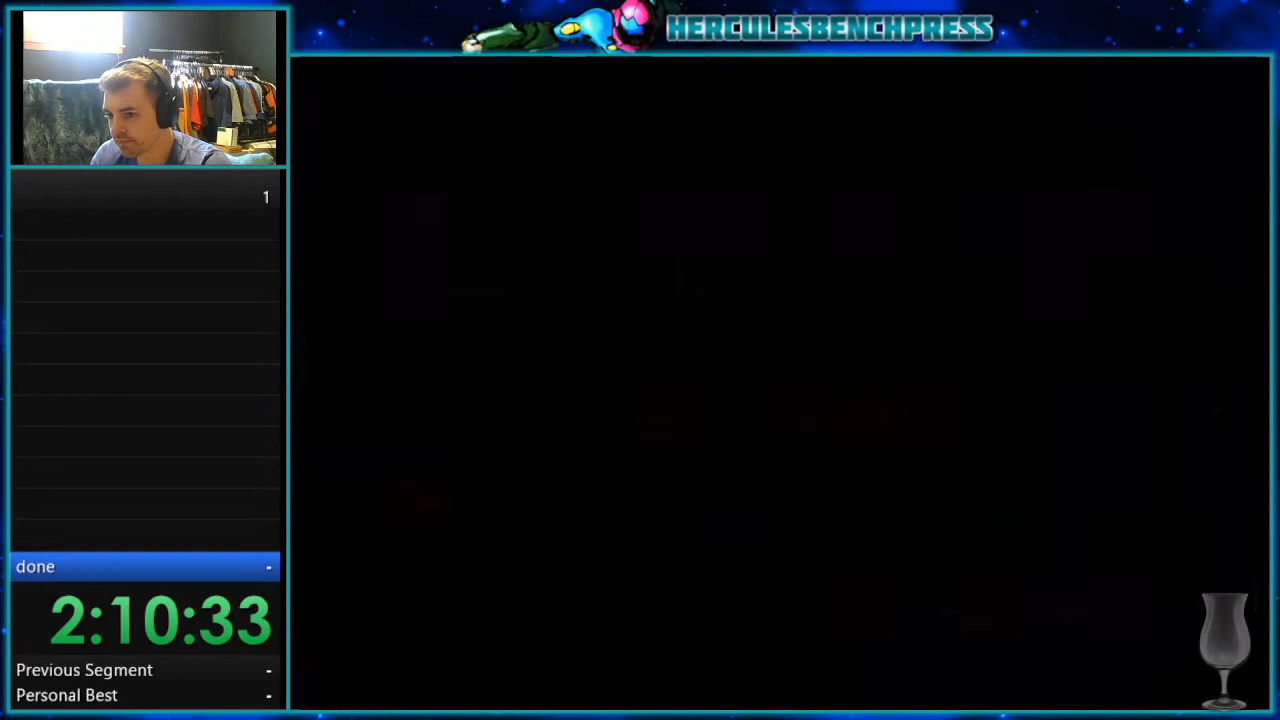 HERCULESBENCHPRESS
1
done -
2:10:33
Previous Segment -
Personal Best -